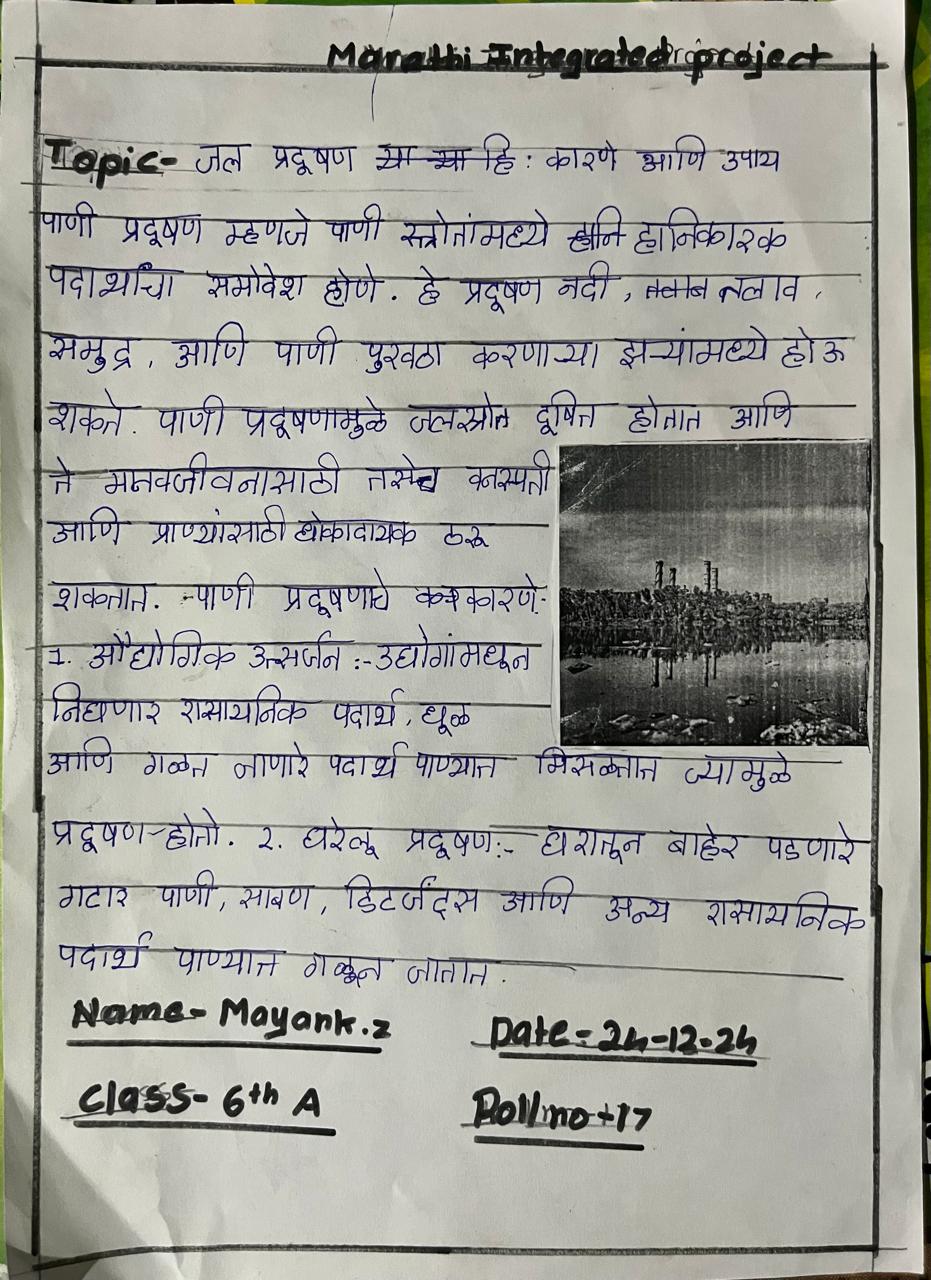 Marathi Integrated project
Topic- जल प्रदूषण या या हि : कारणे आणि उपाय
पाणी प्रदूषण म्हणजे पाणी स्त्रोतांमध्ये हानि हानिकारक
पदार्थांचा समोवेश होणे. हे प्रदूषण नदी, तलाव,
समुद्र, आणि पाणी पुरवठा करणाऱ्या झऱ्यांमध्ये होऊ
शकते. पाणी प्रदूषणामुळे जलस्रोत दूषित होतात आणि
ते मानवजीवनासाठी तसेच वनस्पती
आणि प्राण्यांसाठी धोकादायक ठरू
शकतात. -पाणी प्रदूषणाचे कारणे:-
1. औद्योगिक उत्सर्जन :- उद्योगांमधून
निघणार रासायनिक पदार्थ, धूळ
आणि गळत जाणारे पदार्थ पाण्यात मिसळतात ज्यामुळे
प्रदूषण होतो. २. घरेलू प्रदूषण:- घरातून बाहेर पडणारे
गटार पाणी, साबण, डिटर्जंट्स आणि अन्य रासायनिक
पदार्थ पाण्यात गळून जातात.
Name- Mayank.z
Date- 24-12-24
Class- 6th A
Roll no-17